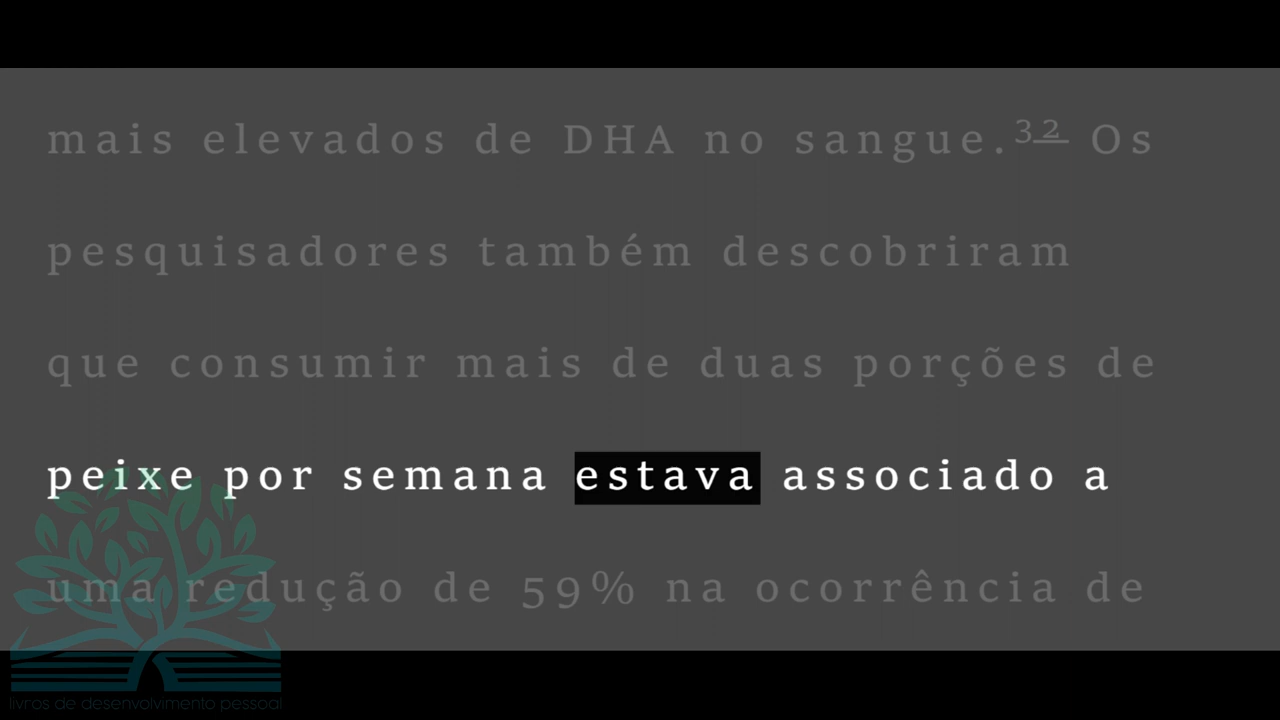 mais elevados de DHA no sangue.32 Os
pesquisadores também descobriram
que consumir mais de duas porções de
peixe por semana estava associado a
uma redução de 59% na ocorrência de
livros de desenvolvimento pessoal